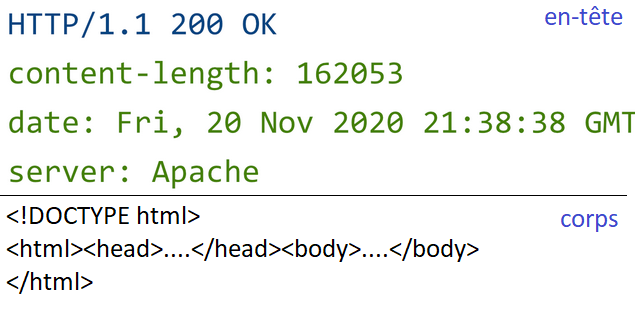 HTTP/1.1 200 OK en-tête
content-length: 162053
date: Fri, 20 Nov 2020 21:38:38 GMT
server: Apache
<!DOCTYPE html> corps
<html><head>....</head><body>....</body>
</html>